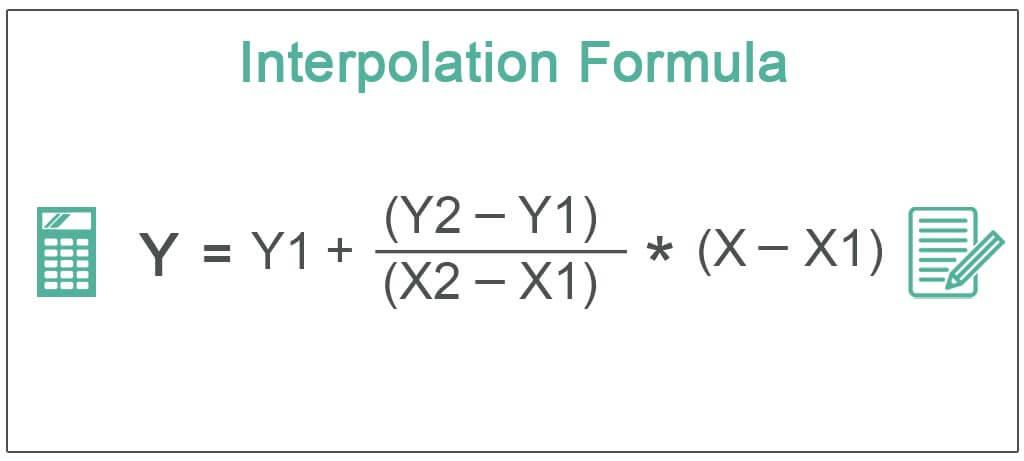 Interpolation Formula
(Y2 – Y1)
Y = Y1 + * (X – X1)
(X2 – X1)